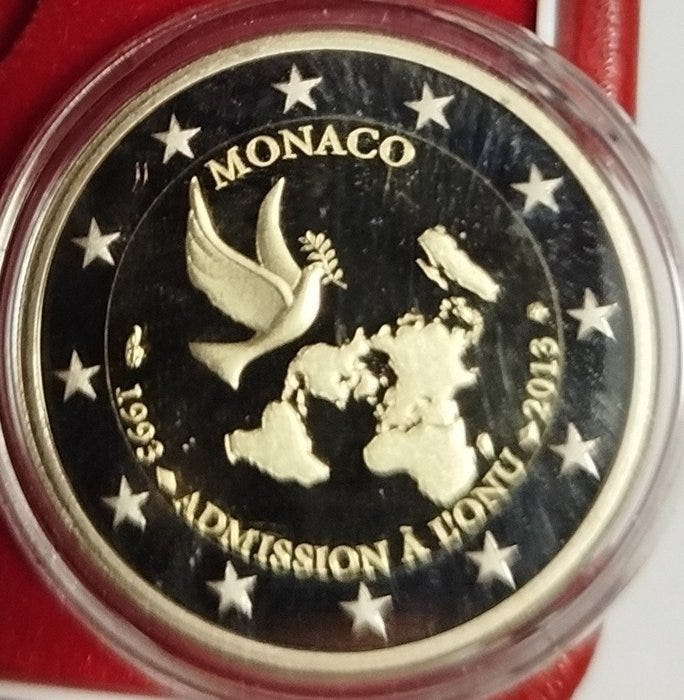 MONACO
1993 ADMISSION À L'ONU 2013